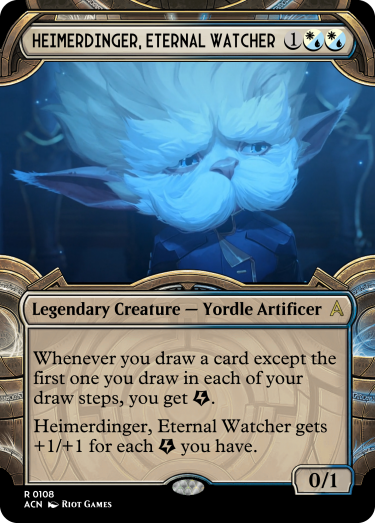 HEIMERDINGER, ETERNAL WATCHER 1
Legendary Creature — Yordle Artificer
Whenever you draw a card except the
first one you draw in each of your
draw steps, you get .
Heimerdinger, Eternal Watcher gets
+1/+1 for each you have.
0/1
R 0108
ACN Riot Games